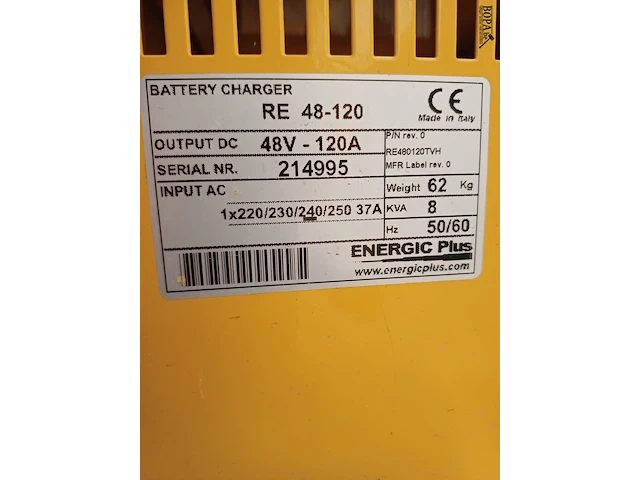 BATTERY CHARGER
RE 48-120
CE
Made in Italy
OUTPUT DC 48V - 120A
P/N rev. 0
RE480120TVH
SERIAL NR. 214995
MFR Label rev. 0
INPUT AC
Weight 62 Kg
1x220/230/240/250 37A
KVA 8
Hz 50/60
ENERGIC Plus
www.energicplus.com
BOPA